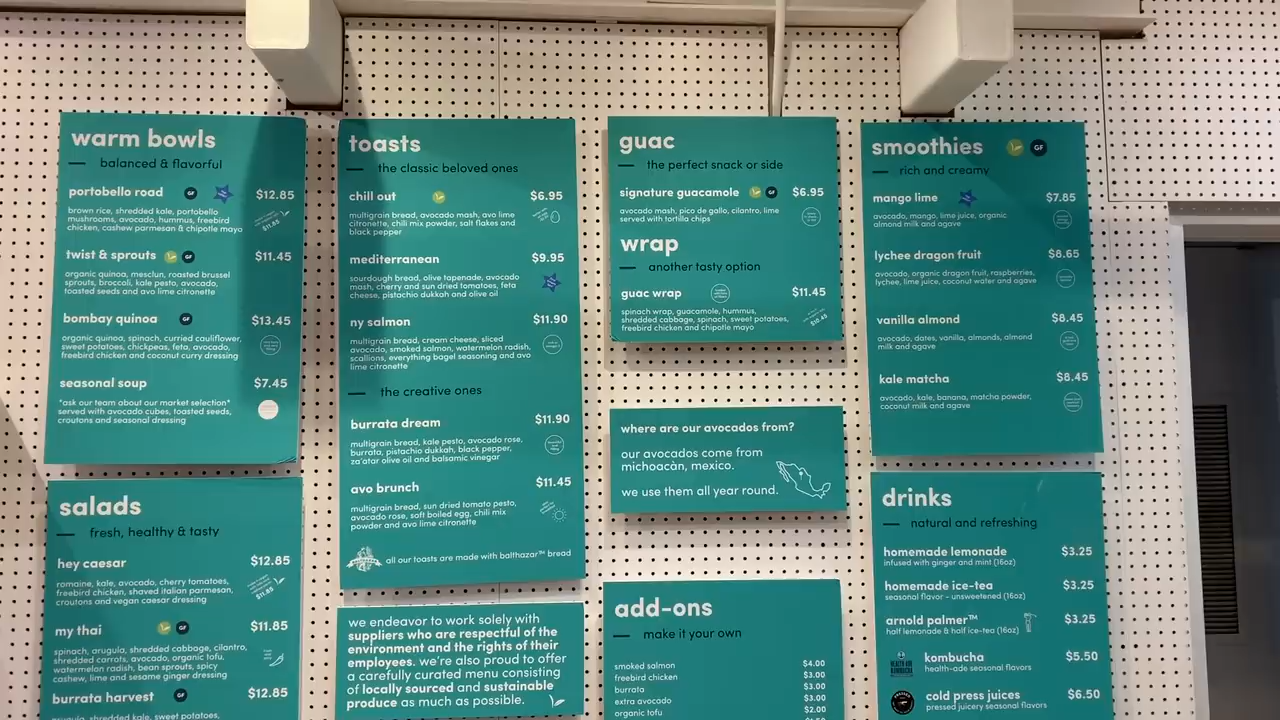 warm bowls
balanced & flavorful
portobello road GF $12.85
brown rice, shredded kale, portobello
mushrooms, avocado, hummus, freebird
chicken, cashew parmesan & chipotle mayo
$11.85
twist & sprouts GF $11.45
organic quinoa, mesclun, roasted brussel
sprouts, broccoli, kale pesto, avocado,
toasted seeds and avo lime citronette
bombay quinoa GF $13.45
organic quinoa, spinach, curried cauliflower,
sweet potatoes, chickpeas, feta, avocado,
freebird chicken and coconut curry dressing
seasonal soup $7.45
*ask our team about our market selection*
served with avocado cubes, toasted seeds,
croutons and seasonal dressing
salads
fresh, healthy & tasty
hey caesar $12.85
romaine, kale, avocado, cherry tomatoes,
freebird chicken, shaved italian parmesan,
croutons and vegan caesar dressing
$11.85
my thai GF $11.85
spinach, arugula, shredded cabbage, cilantro,
shredded carrots, avocado, organic tofu,
watermelon radish, bean sprouts, spicy
cashew, lime and sesame ginger dressing
burrata harvest GF $12.85
arugula, shredded kale, sweet potatoes,
toasts
the classic beloved ones
chill out $6.95
multigrain bread, avocado mash, avo lime
citronette, chili mix powder, salt flakes and
black pepper
mediterranean $9.95
sourdough bread, olive tapenade, avocado
mash, cherry and sun dried tomatoes, feta
cheese, pistachio dukkah and olive oil
ny salmon $11.90
multigrain bread, cream cheese, sliced
avocado, smoked salmon, watermelon radish,
scallions, everything bagel seasoning and avo
lime citronette
the creative ones
burrata dream $11.90
multigrain bread, kale pesto, avocado rose,
burrata, pistachio dukkah, black pepper,
za'atar olive oil and balsamic vinegar
avo brunch $11.45
multigrain bread, sun dried tomato pesto,
avocado rose, soft boiled egg, chili mix
powder and avo lime citronette
all our toasts are made with balthazar™ bread
we endeavor to work solely with
suppliers who are respectful of the
environment and the rights of their
employees. we're also proud to offer
a carefully curated menu consisting
of locally sourced and sustainable
produce as much as possible.
guac
the perfect snack or side
signature guacamole GF $6.95
avocado mash, pico de gallo, cilantro, lime
served with tortilla chips
wrap
another tasty option
guac wrap $11.45
spinach wrap, guacamole, hummus,
shredded cabbage, spinach, sweet potatoes,
freebird chicken and chipotle mayo
$10.45
where are our avocados from?
our avocados come from
michoacàn, mexico.
we use them all year round.
add-ons
make it your own
smoked salmon $4.00
freebird chicken $3.00
burrata $3.00
extra avocado $3.00
organic tofu $2.00
smoothies GF
rich and creamy
mango lime $7.85
avocado, mango, lime juice, organic
almond milk and agave
lychee dragon fruit $8.65
avocado, organic dragon fruit, raspberries,
lychee, lime juice, coconut water and agave
vanilla almond $8.45
avocado, dates, vanilla, almonds, almond
milk and agave
kale matcha $8.45
avocado, kale, banana, matcha powder,
coconut milk and agave
drinks
natural and refreshing
homemade lemonade $3.25
infused with ginger and mint (16oz)
homemade ice-tea $3.25
seasonal flavor - unsweetened (16oz)
arnold palmer™ $3.25
half lemonade & half ice-tea (16oz)
HEALTH-ADE
KOMBUCHA
kombucha $5.50
health-ade seasonal flavors
cold press juices $6.50
pressed juicery seasonal flavors